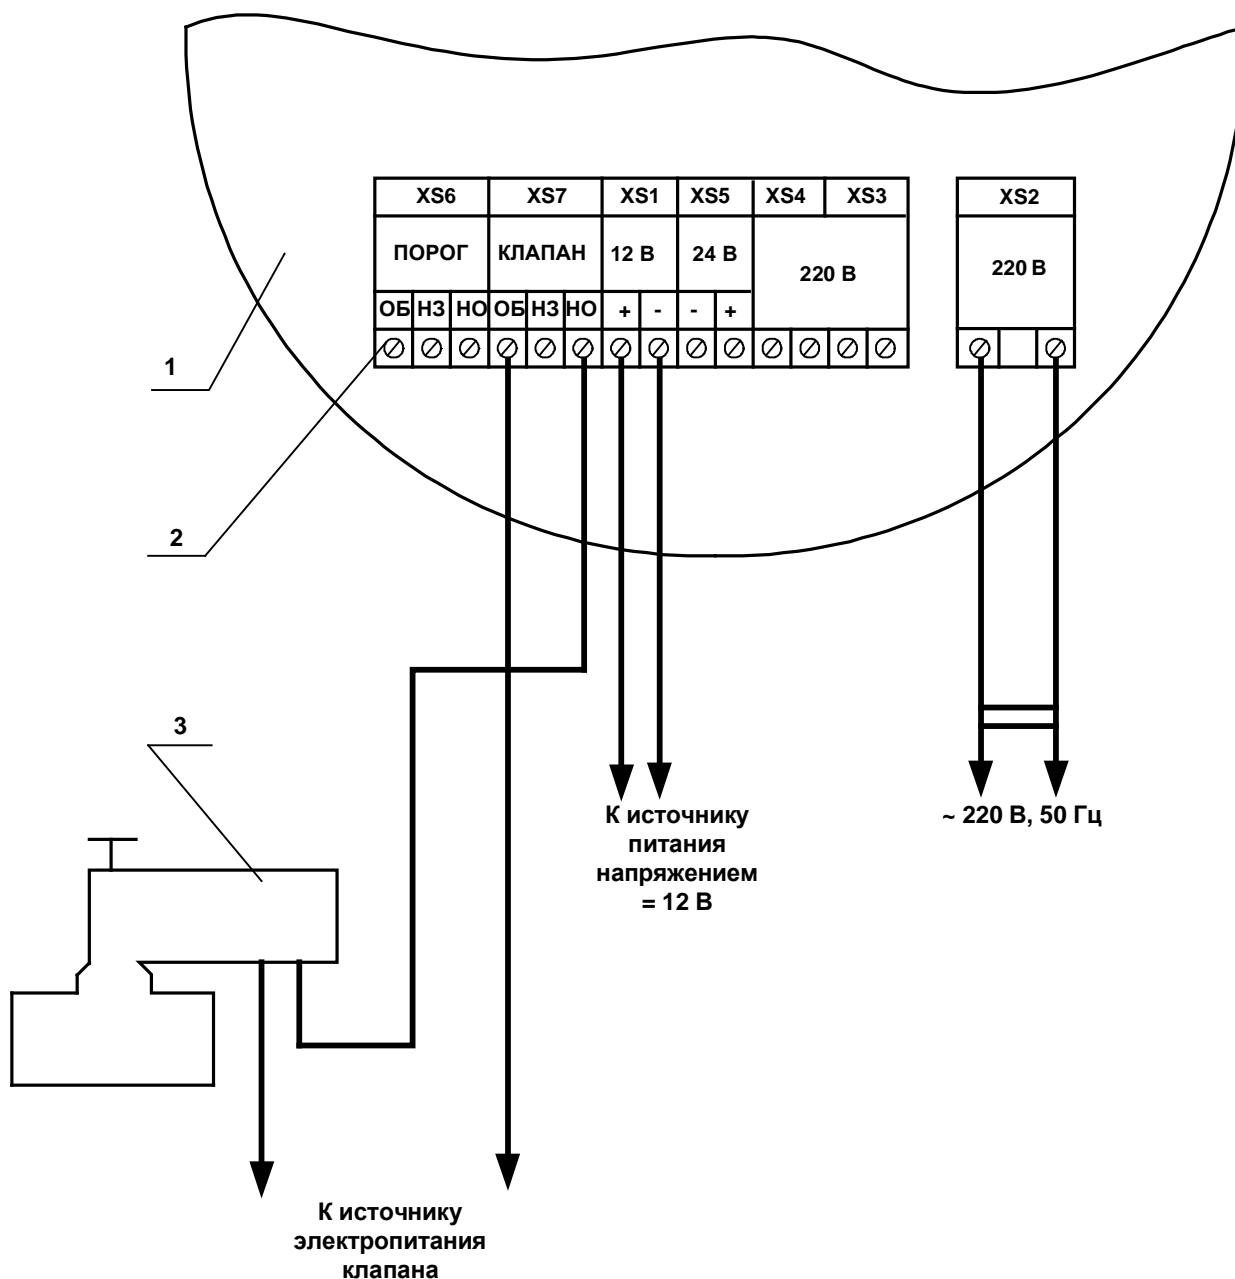 XS6 XS7 XS1 XS5 XS4 XS3 XS2
ПОРОГ КЛАПАН 12 В 24 В 220 В 220 В
ОБ НЗ НО ОБ НЗ НО + - - +
1
2
3
К источнику
питания
напряжением
= 12 В
~ 220 В, 50 Гц
К источнику
электропитания
клапана